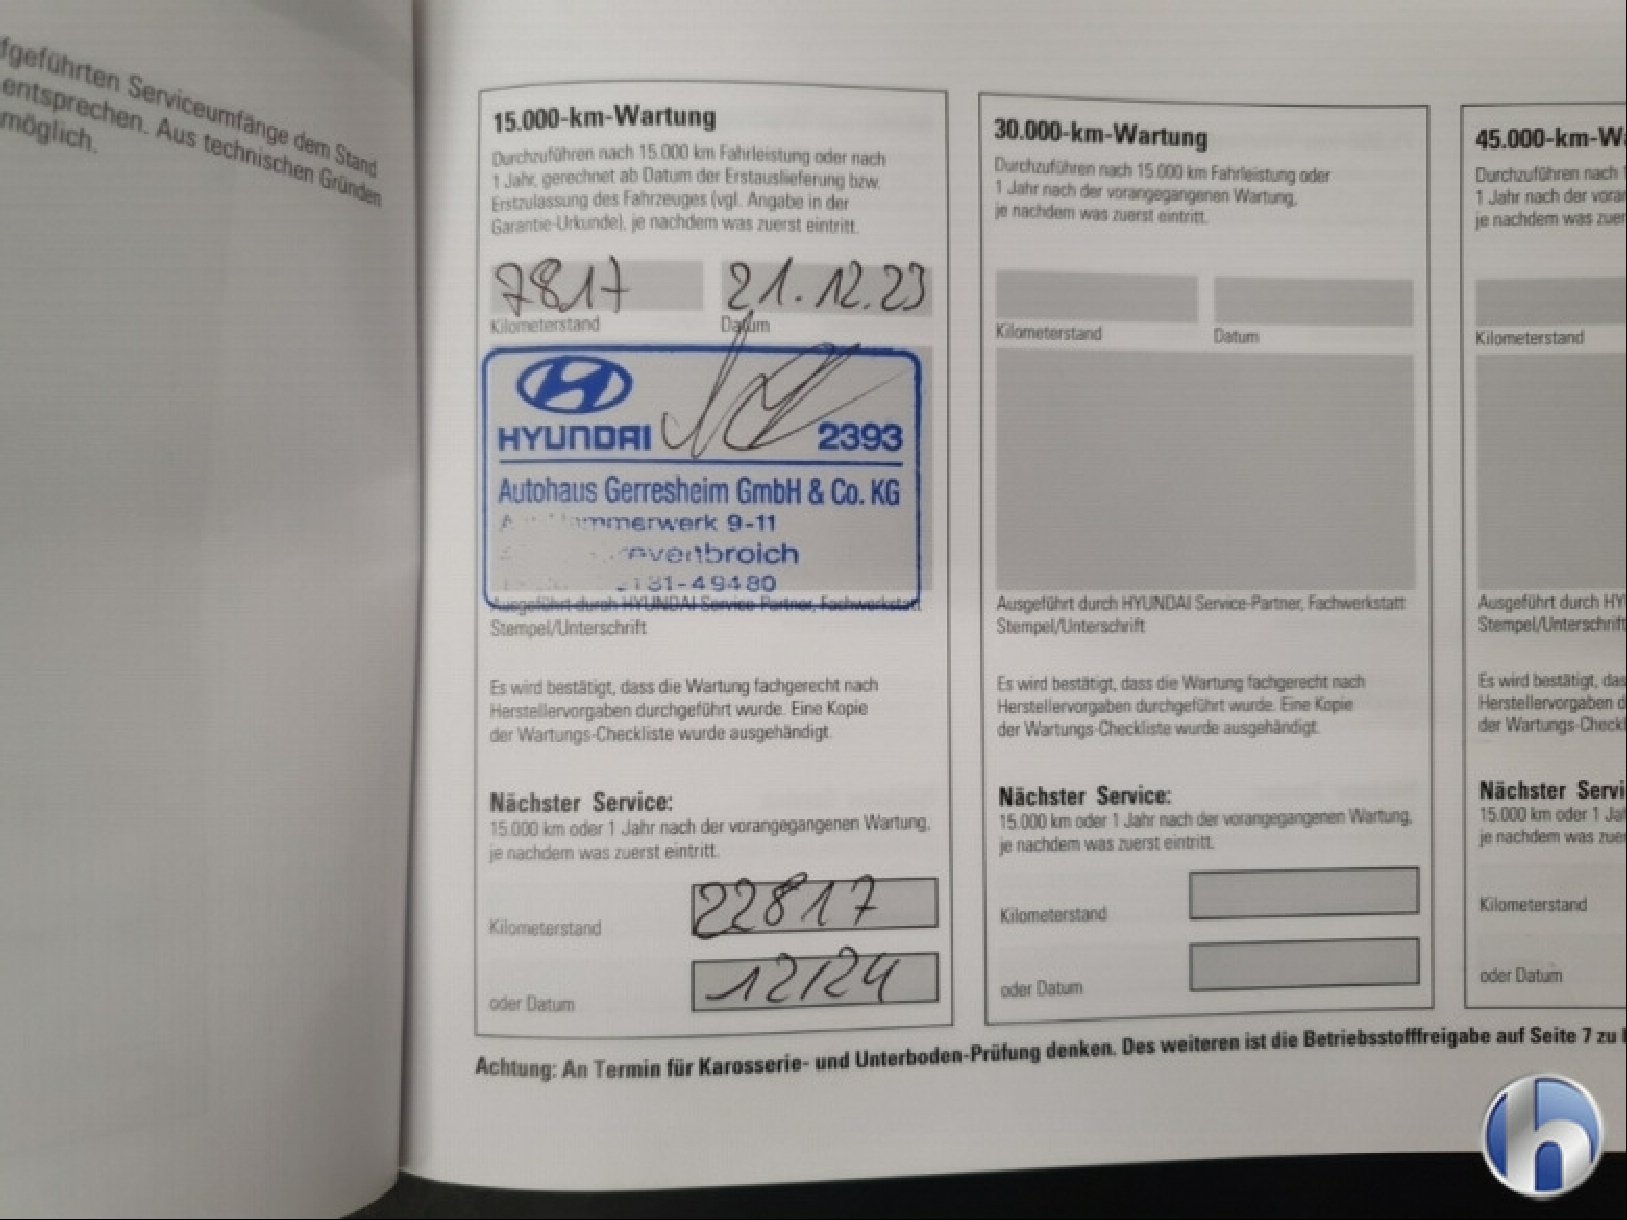 fgeführten Serviceumfänge dem Stand
entsprechen. Aus technischen Gründen
möglich.
15.000-km-Wartung
Durchzuführen nach 15.000 km Fahrleistung oder nach
1 Jahr, gerechnet ab Datum der Erstauslieferung bzw.
Erstzulassung des Fahrzeuges (vgl. Angabe in der
Garantie-Urkunde), je nachdem was zuerst eintritt.
7817 21.12.23
Kilometerstand Datum
HYUNDAI 2393
Autohaus Gerresheim GmbH & Co. KG
mmerwerk 9-11
evenbroich
131-49480
Ausgeführt durch HYUNDAI Service-Partner, Fachwerkstatt
Stempel/Unterschrift
Es wird bestätigt, dass die Wartung fachgerecht nach
Herstellervorgaben durchgeführt wurde. Eine Kopie
der Wartungs-Checkliste wurde ausgehändigt.
Nächster Service:
15.000 km oder 1 Jahr nach der vorangegangenen Wartung,
je nachdem was zuerst eintritt.
Kilometerstand 22817
oder Datum 12/24
30.000-km-Wartung
Durchzuführen nach 15.000 km Fahrleistung oder
1 Jahr nach der vorangegangenen Wartung,
je nachdem was zuerst eintritt.
Kilometerstand Datum
Ausgeführt durch HYUNDAI Service-Partner, Fachwerkstatt
Stempel/Unterschrift
Es wird bestätigt, dass die Wartung fachgerecht nach
Herstellervorgaben durchgeführt wurde. Eine Kopie
der Wartungs-Checkliste wurde ausgehändigt.
Nächster Service:
15.000 km oder 1 Jahr nach der vorangegangenen Wartung,
je nachdem was zuerst eintritt.
Kilometerstand
oder Datum
45.000-km-Wa
Durchzuführen nach 1
1 Jahr nach der vora
je nachdem was zuer
Kilometerstand
Ausgeführt durch HY
Stempel/Unterschrift
Es wird bestätigt, das
Herstellervorgaben d
der Wartungs-Checkl
Nächster Servi
15.000 km oder 1 Jah
je nachdem was zuer
Kilometerstand
oder Datum
Achtung: An Termin für Karosserie- und Unterboden-Prüfung denken. Des weiteren ist die Betriebsstofffreigabe auf Seite 7 zu
h